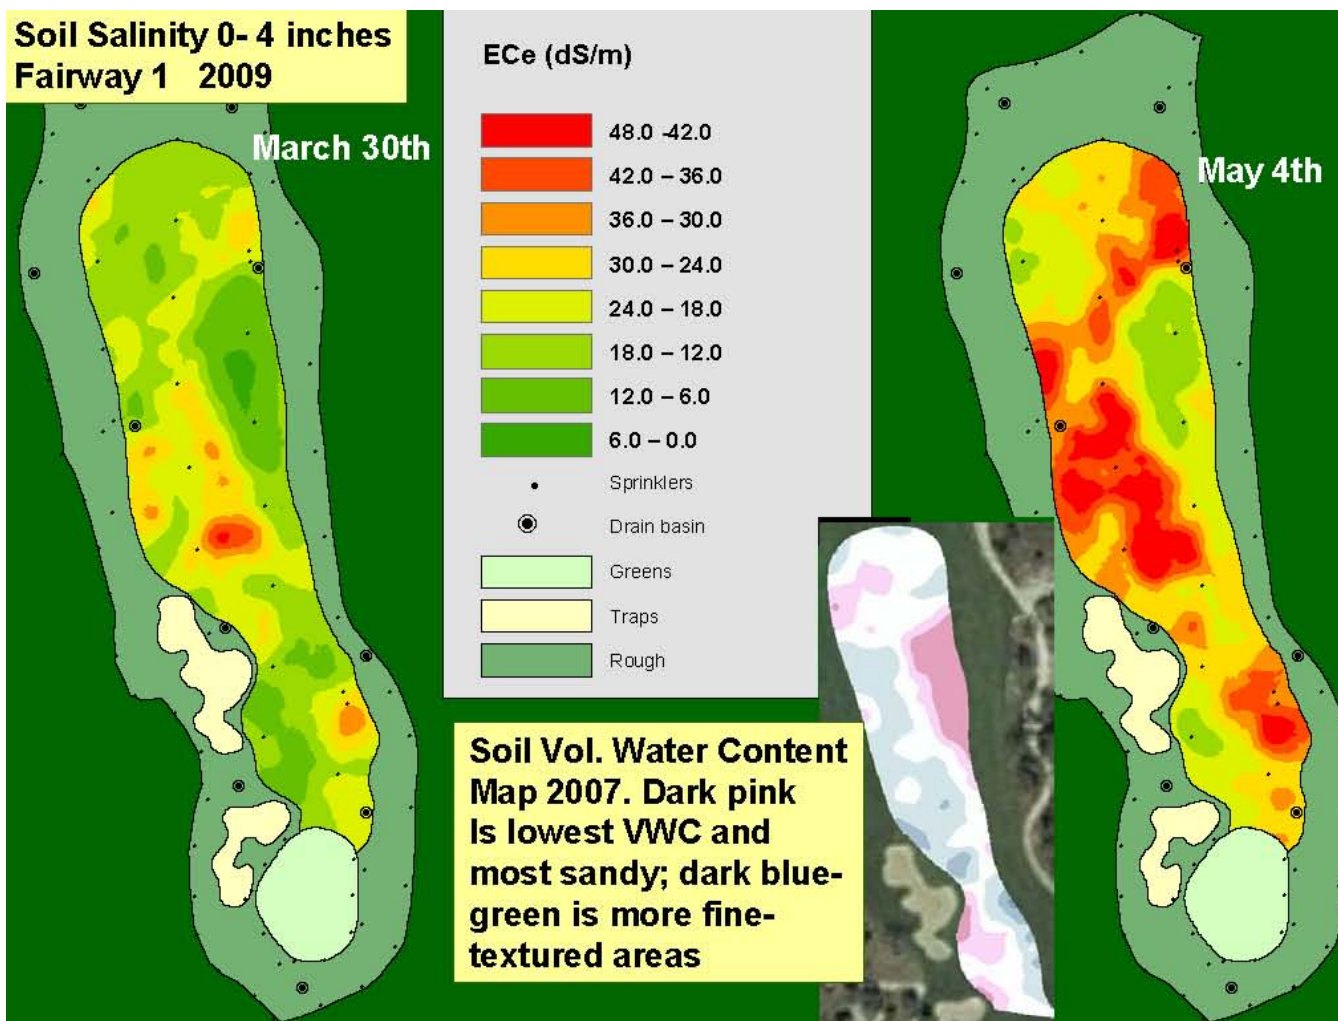 Soil Salinity 0- 4 inches
Fairway 1 2009
March 30th
ECe (dS/m)
48.0 -42.0
42.0 – 36.0
36.0 – 30.0
30.0 – 24.0
24.0 – 18.0
18.0 – 12.0
12.0 – 6.0
6.0 – 0.0
Sprinklers
Drain basin
Greens
Traps
Rough
May 4th
Soil Vol. Water Content
Map 2007. Dark pink
Is lowest VWC and
most sandy; dark blue-
green is more fine-
textured areas